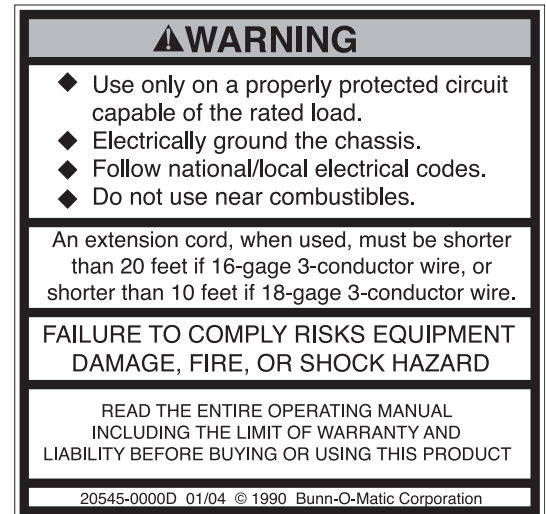 ⚠WARNING
◆ Use only on a properly protected circuit
capable of the rated load.
◆ Electrically ground the chassis.
◆ Follow national/local electrical codes.
◆ Do not use near combustibles.
An extension cord, when used, must be shorter
than 20 feet if 16-gage 3-conductor wire, or
shorter than 10 feet if 18-gage 3-conductor wire.
FAILURE TO COMPLY RISKS EQUIPMENT
DAMAGE, FIRE, OR SHOCK HAZARD
READ THE ENTIRE OPERATING MANUAL
INCLUDING THE LIMIT OF WARRANTY AND
LIABILITY BEFORE BUYING OR USING THIS PRODUCT
20545-0000D 01/04 © 1990 Bunn-O-Matic Corporation